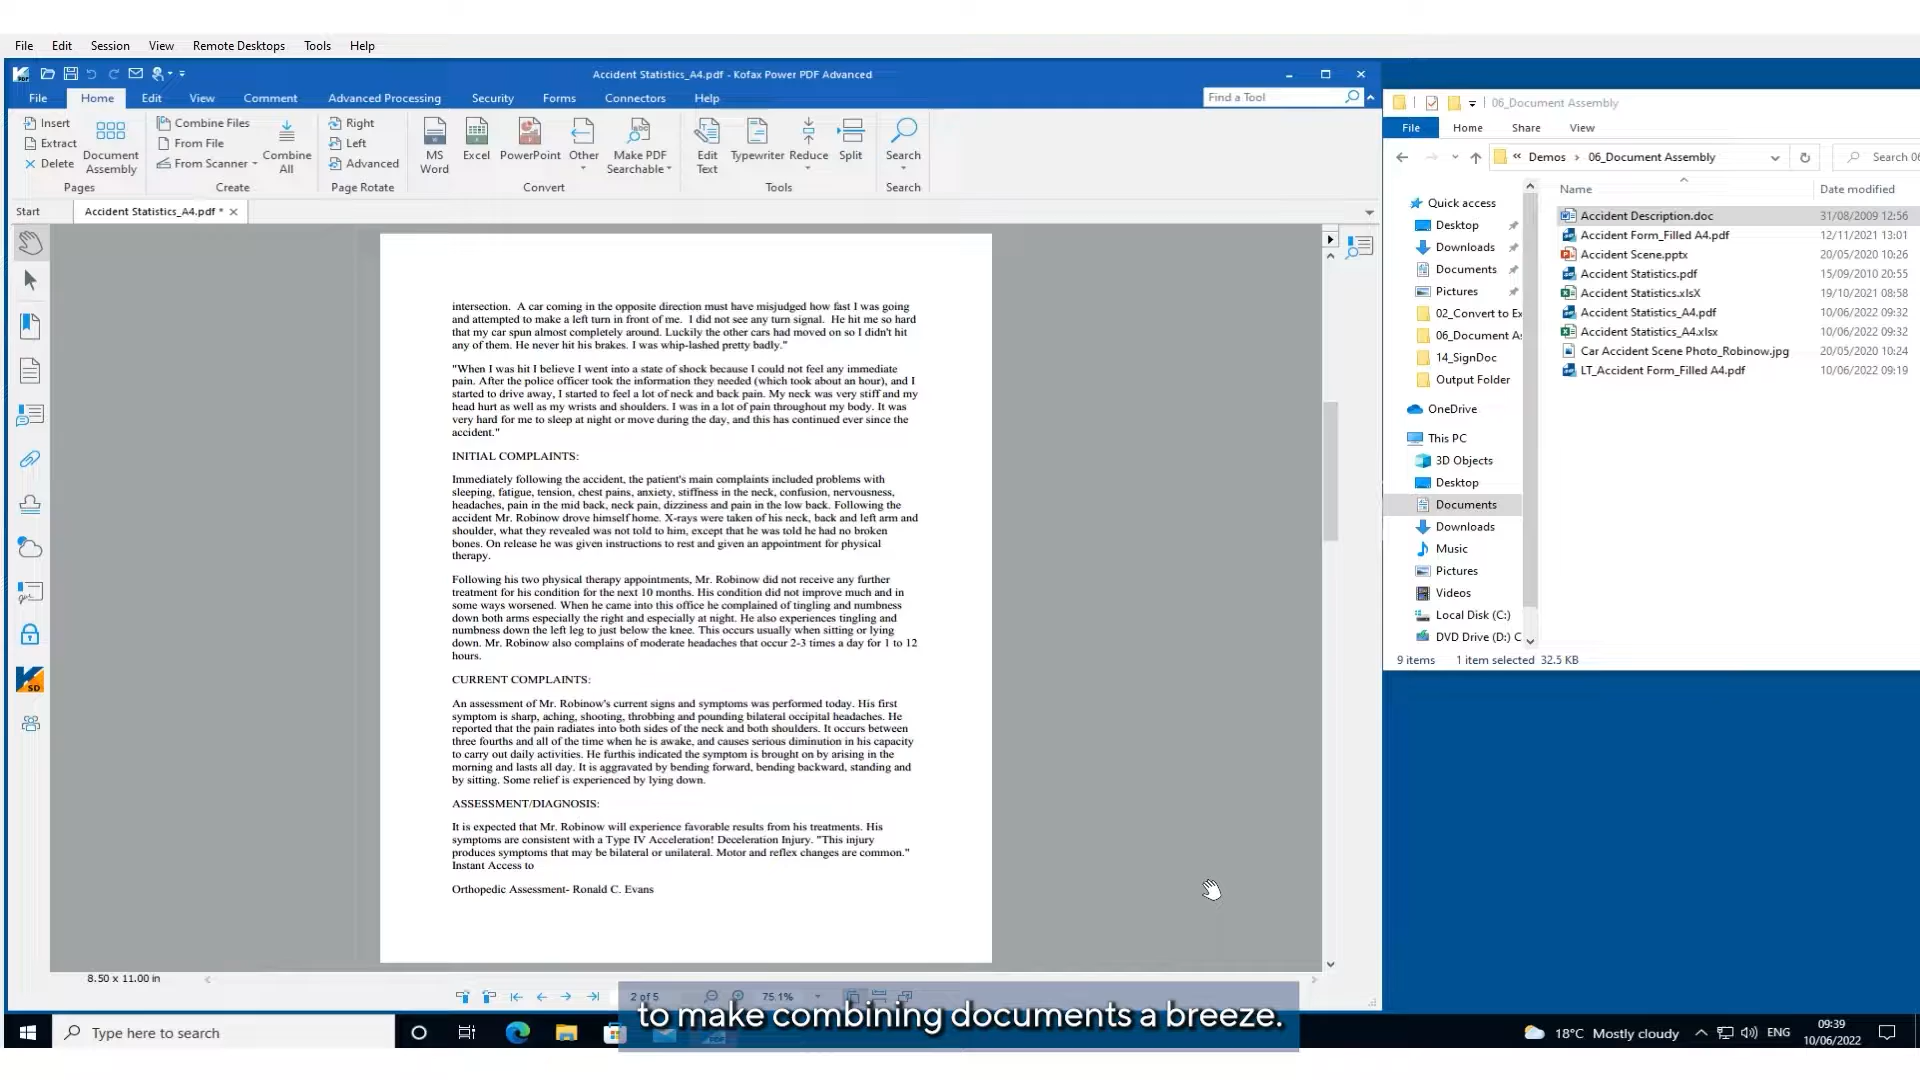 File Edit Session View Remote Desktops Tools Help
Accident Statistics_A4.pdf - Kofax Power PDF Advanced
File Home Edit View Comment Advanced Processing Security Forms Connectors Help Find a Tool
Insert
Extract
Delete
Pages
Document Assembly
Combine Files
From File
From Scanner
Create
Combine All
Right
Left
Advanced
Page Rotate
MS Word
Excel
PowerPoint
Other
Make PDF Searchable
Convert
Edit Text
Typewriter
Reduce
Split
Tools
Search
Search
Start
Accident Statistics_A4.pdf *
intersection. A car coming in the opposite direction must have misjudged how fast I was going
and attempted to make a left turn in front of me. I did not see any turn signal. He hit me so hard
that my car spun almost completely around. Luckily the other cars had moved on so I didn't hit
any of them. He never hit his brakes. I was whip-lashed pretty badly."
"When I was hit I believe I went into a state of shock because I could not feel any immediate
pain. After the police officer took the information they needed (which took about an hour), and I
started to drive away, I started to feel a lot of neck and back pain. My neck was very stiff and my
head hurt as well as my wrists and shoulders. I was in a lot of pain throughout my body. It was
very hard for me to sleep at night or move during the day, and this has continued ever since the
accident."
INITIAL COMPLAINTS:
Immediately following the accident, the patient's main complaints included problems with
sleeping, fatigue, tension, chest pains, anxiety, stiffness in the neck, confusion, nervousness,
headaches, pain in the mid back, neck pain, dizziness and pain in the low back. Following the
accident Mr. Robinow drove himself home. X-rays were taken of his neck, back and left arm and
shoulder, what they revealed was not told to him, except that he was told he had no broken
bones. On release he was given instructions to rest and given an appointment for physical
therapy.
Following his two physical therapy appointments, Mr. Robinow did not receive any further
treatment for his condition for the next 10 months. His condition did not improve much and in
some ways worsened. When he came into this office he complained of tingling and numbness
down both arms especially the right and especially at night. He also experiences tingling and
numbness down the left leg to just below the knee. This occurs usually when sitting or lying
down. Mr. Robinow also complains of moderate headaches that occur 2-3 times a day for 1 to 12
hours.
CURRENT COMPLAINTS:
An assessment of Mr. Robinow's current signs and symptoms was performed today. His first
symptom is sharp, aching, shooting, throbbing and pounding bilateral occipital headaches. He
reported that the pain radiates into both sides of the neck and both shoulders. It occurs between
three fourths and all of the time when he is awake, and causes serious diminution in his capacity
to carry out daily activities. He furthis indicated the symptom is brought on by arising in the
morning and lasts all day. It is aggravated by bending forward, bending backward, standing and
by sitting. Some relief is experienced by lying down.
ASSESSMENT/DIAGNOSIS:
It is expected that Mr. Robinow will experience favorable results from his treatments. His
symptoms are consistent with a Type IV Acceleration! Deceleration Injury. "This injury
produces symptoms that may be bilateral or unilateral. Motor and reflex changes are common."
Instant Access to
Orthopedic Assessment- Ronald C. Evans
8.50 x 11.00 in
2 of 5
75.1%
06_Document Assembly
File Home Share View
« Demos › 06_Document Assembly
Search 06
Name Date modified
Quick access
Desktop
Downloads
Documents
Pictures
02_Convert to Ex
06_Document As
14_SignDoc
Output Folder
OneDrive
This PC
3D Objects
Desktop
Documents
Downloads
Music
Pictures
Videos
Local Disk (C:)
DVD Drive (D:) C
Accident Description.doc 31/08/2009 12:56
Accident Form_Filled A4.pdf 12/11/2021 13:01
Accident Scene.pptx 20/05/2020 10:26
Accident Statistics.pdf 15/09/2010 20:55
Accident Statistics.xlsX 19/10/2021 08:58
Accident Statistics_A4.pdf 10/06/2022 09:32
Accident Statistics_A4.xlsx 10/06/2022 09:32
Car Accident Scene Photo_Robinow.jpg 20/05/2020 10:24
LT_Accident Form_Filled A4.pdf 10/06/2022 09:19
9 items 1 item selected 32.5 KB
to make combining documents a breeze.
Type here to search
18°C Mostly cloudy
ENG
09:39
10/06/2022